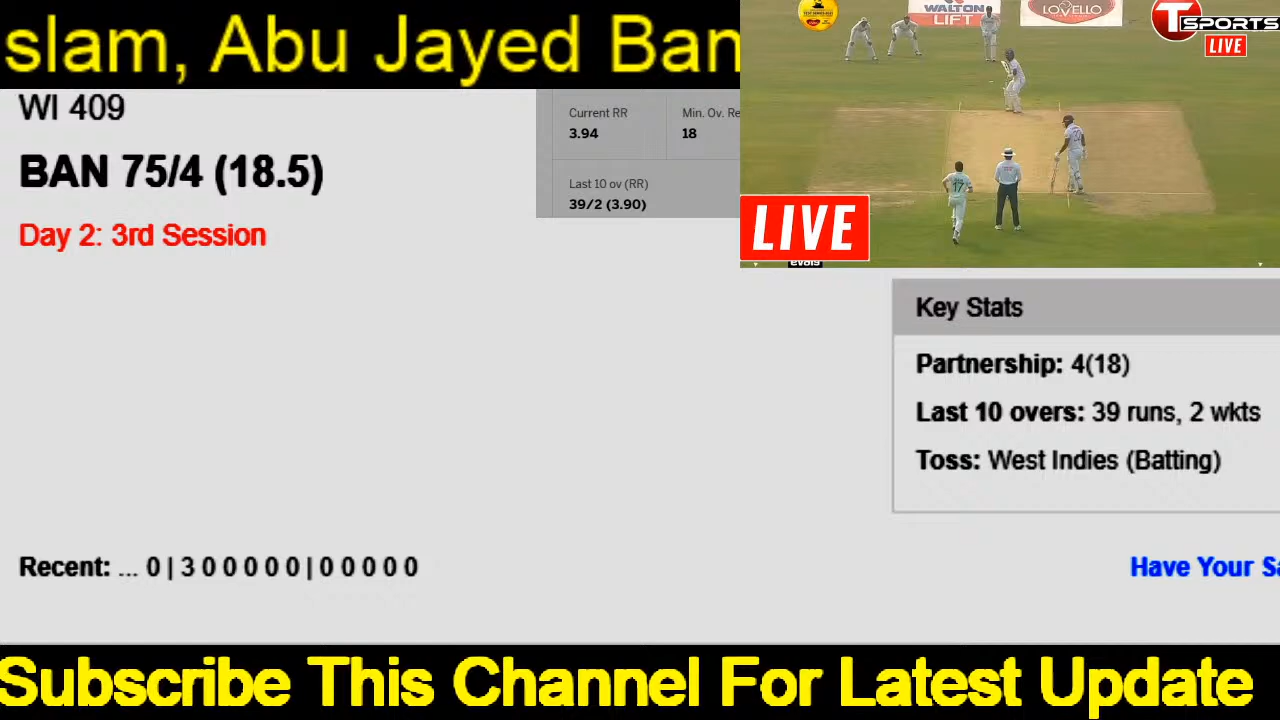 slam, Abu Jayed Ban
WI 409
BAN 75/4 (18.5)
Day 2: 3rd Session
Current RR
3.94
Min. Ov. Re
18
Last 10 ov (RR)
39/2 (3.90)
WALTON
LIFT
LOVELLO
T SPORTS
LIVE
17
LIVE
evaly
Key Stats
Partnership: 4(18)
Last 10 overs: 39 runs, 2 wkts
Toss: West Indies (Batting)
Recent: ... 0 | 3 0 0 0 0 0 | 0 0 0 0 0
Have Your Sa
Subscribe This Channel For Latest Update